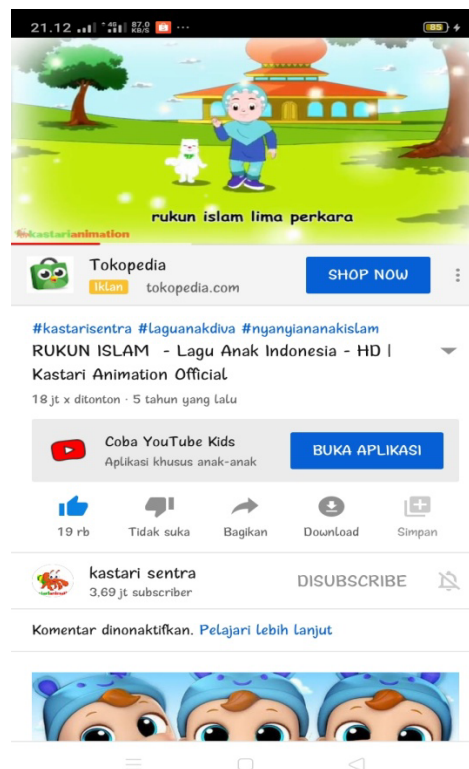 21.12 4G 87.0 KB/S ... 85
rukun islam lima perkara
kastarianimation
Tokopedia
Iklan tokopedia.com
SHOP NOW
#kastarisentra #laguanakdiva #nyanyiananakislam
RUKUN ISLAM - Lagu Anak Indonesia - HD |
Kastari Animation Official
18 jt x ditonton · 5 tahun yang lalu
Coba YouTube Kids
Aplikasi khusus anak-anak
BUKA APLIKASI
19 rb Tidak suka Bagikan Download Simpan
kastari sentra
3,69 jt subscriber
DISUBSCRIBE
Komentar dinonaktifkan. Pelajari lebih lanjut